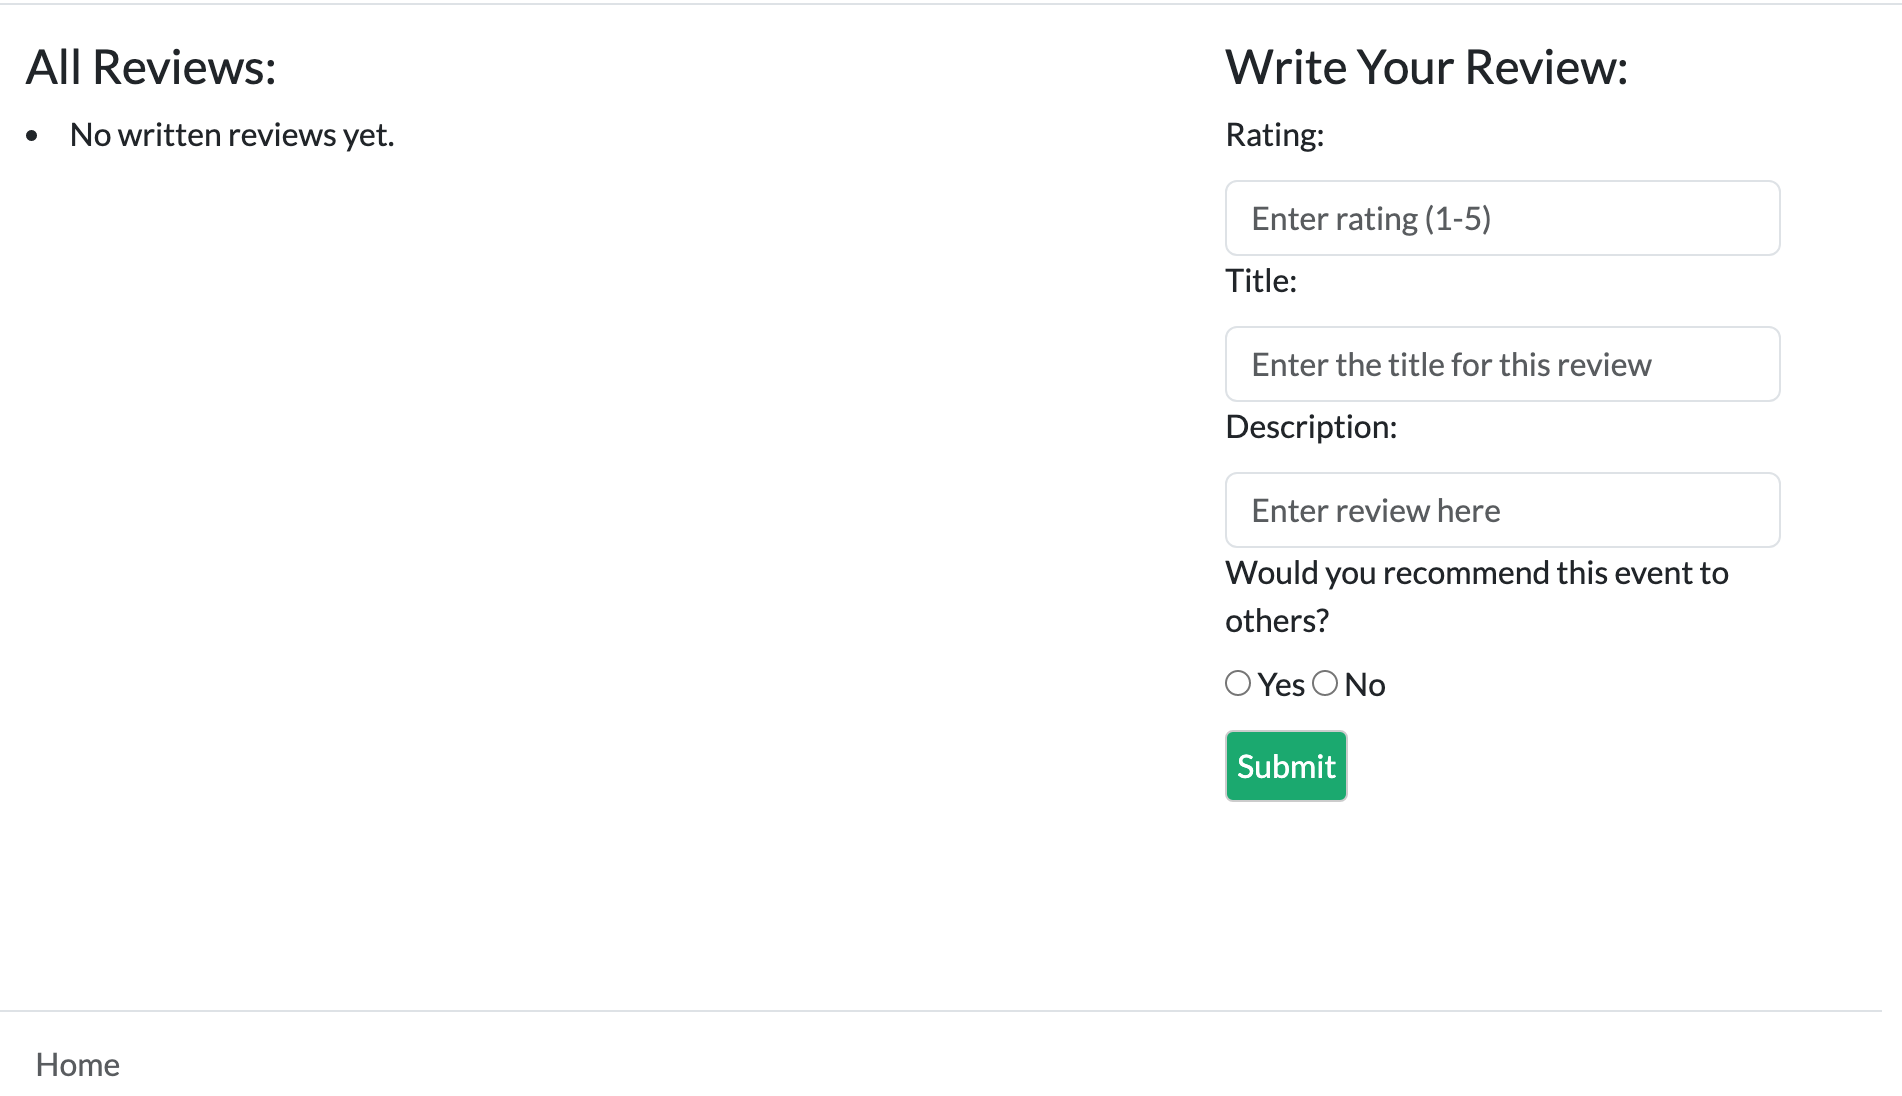 All Reviews:
• No written reviews yet.
Write Your Review:
Rating:
Enter rating (1-5)
Title:
Enter the title for this review
Description:
Enter review here
Would you recommend this event to
others?
Yes No
Submit
Home